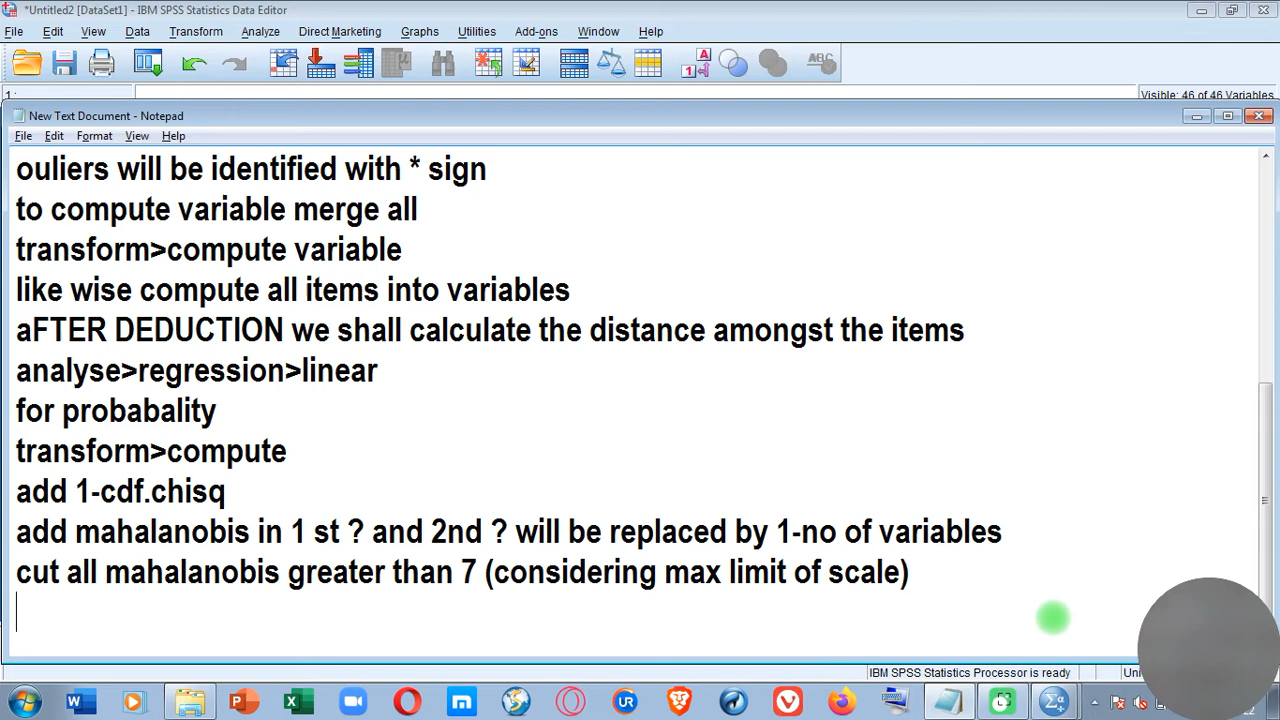 *Untitled2 [DataSet1] - IBM SPSS Statistics Data Editor
File Edit View Data Transform Analyze Direct Marketing Graphs Utilities Add-ons Window Help
1 : Visible: 46 of 46 Variables
New Text Document - Notepad
File Edit Format View Help
ouliers will be identified with * sign
to compute variable merge all
transform>compute variable
like wise compute all items into variables
aFTER DEDUCTION we shall calculate the distance amongst the items
analyse>regression>linear
for probabality
transform>compute
add 1-cdf.chisq
add mahalanobis in 1 st ? and 2nd ? will be replaced by 1-no of variables
cut all mahalanobis greater than 7 (considering max limit of scale)
IBM SPSS Statistics Processor is ready